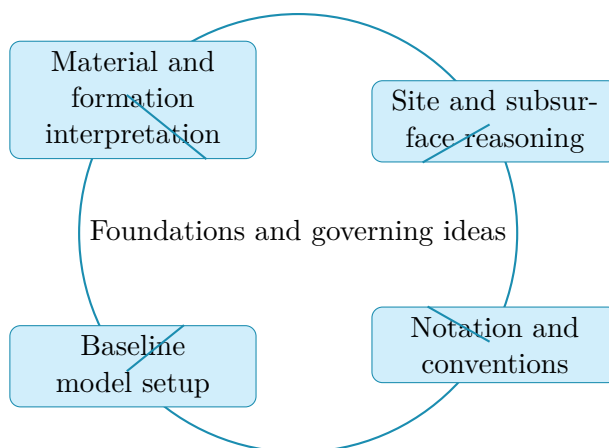 Material and
formation
interpretation
Site and subsur-
face reasoning
Foundations and governing ideas
Baseline
model setup
Notation and
conventions